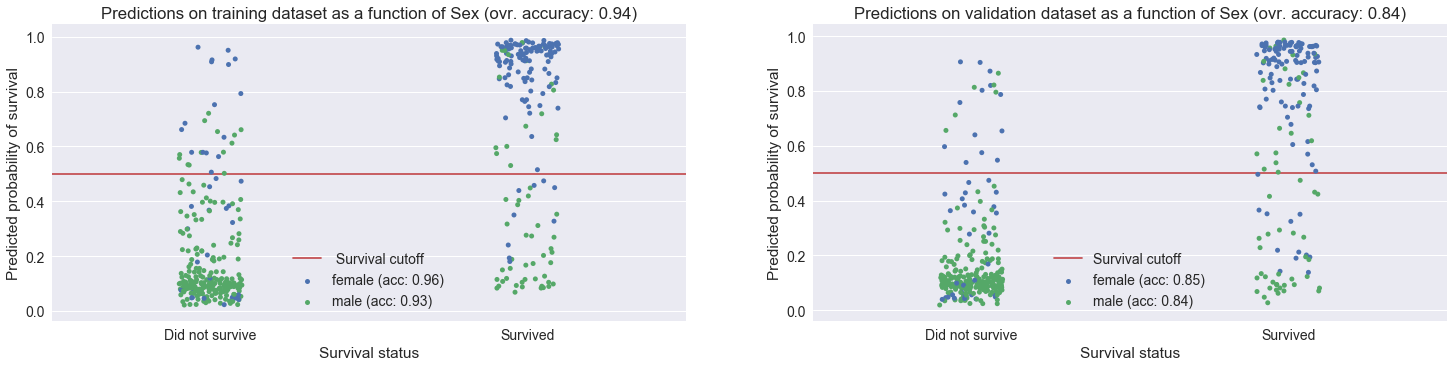 Predictions on training dataset as a function of Sex (ovr. accuracy: 0.94)
Predicted probability of survival
1.0
0.8
0.6
0.4
0.2
0.0
Survival cutoff
female (acc: 0.96)
male (acc: 0.93)
Did not survive
Survived
Survival status
Predictions on validation dataset as a function of Sex (ovr. accuracy: 0.84)
Predicted probability of survival
1.0
0.8
0.6
0.4
0.2
0.0
Survival cutoff
female (acc: 0.85)
male (acc: 0.84)
Did not survive
Survived
Survival status